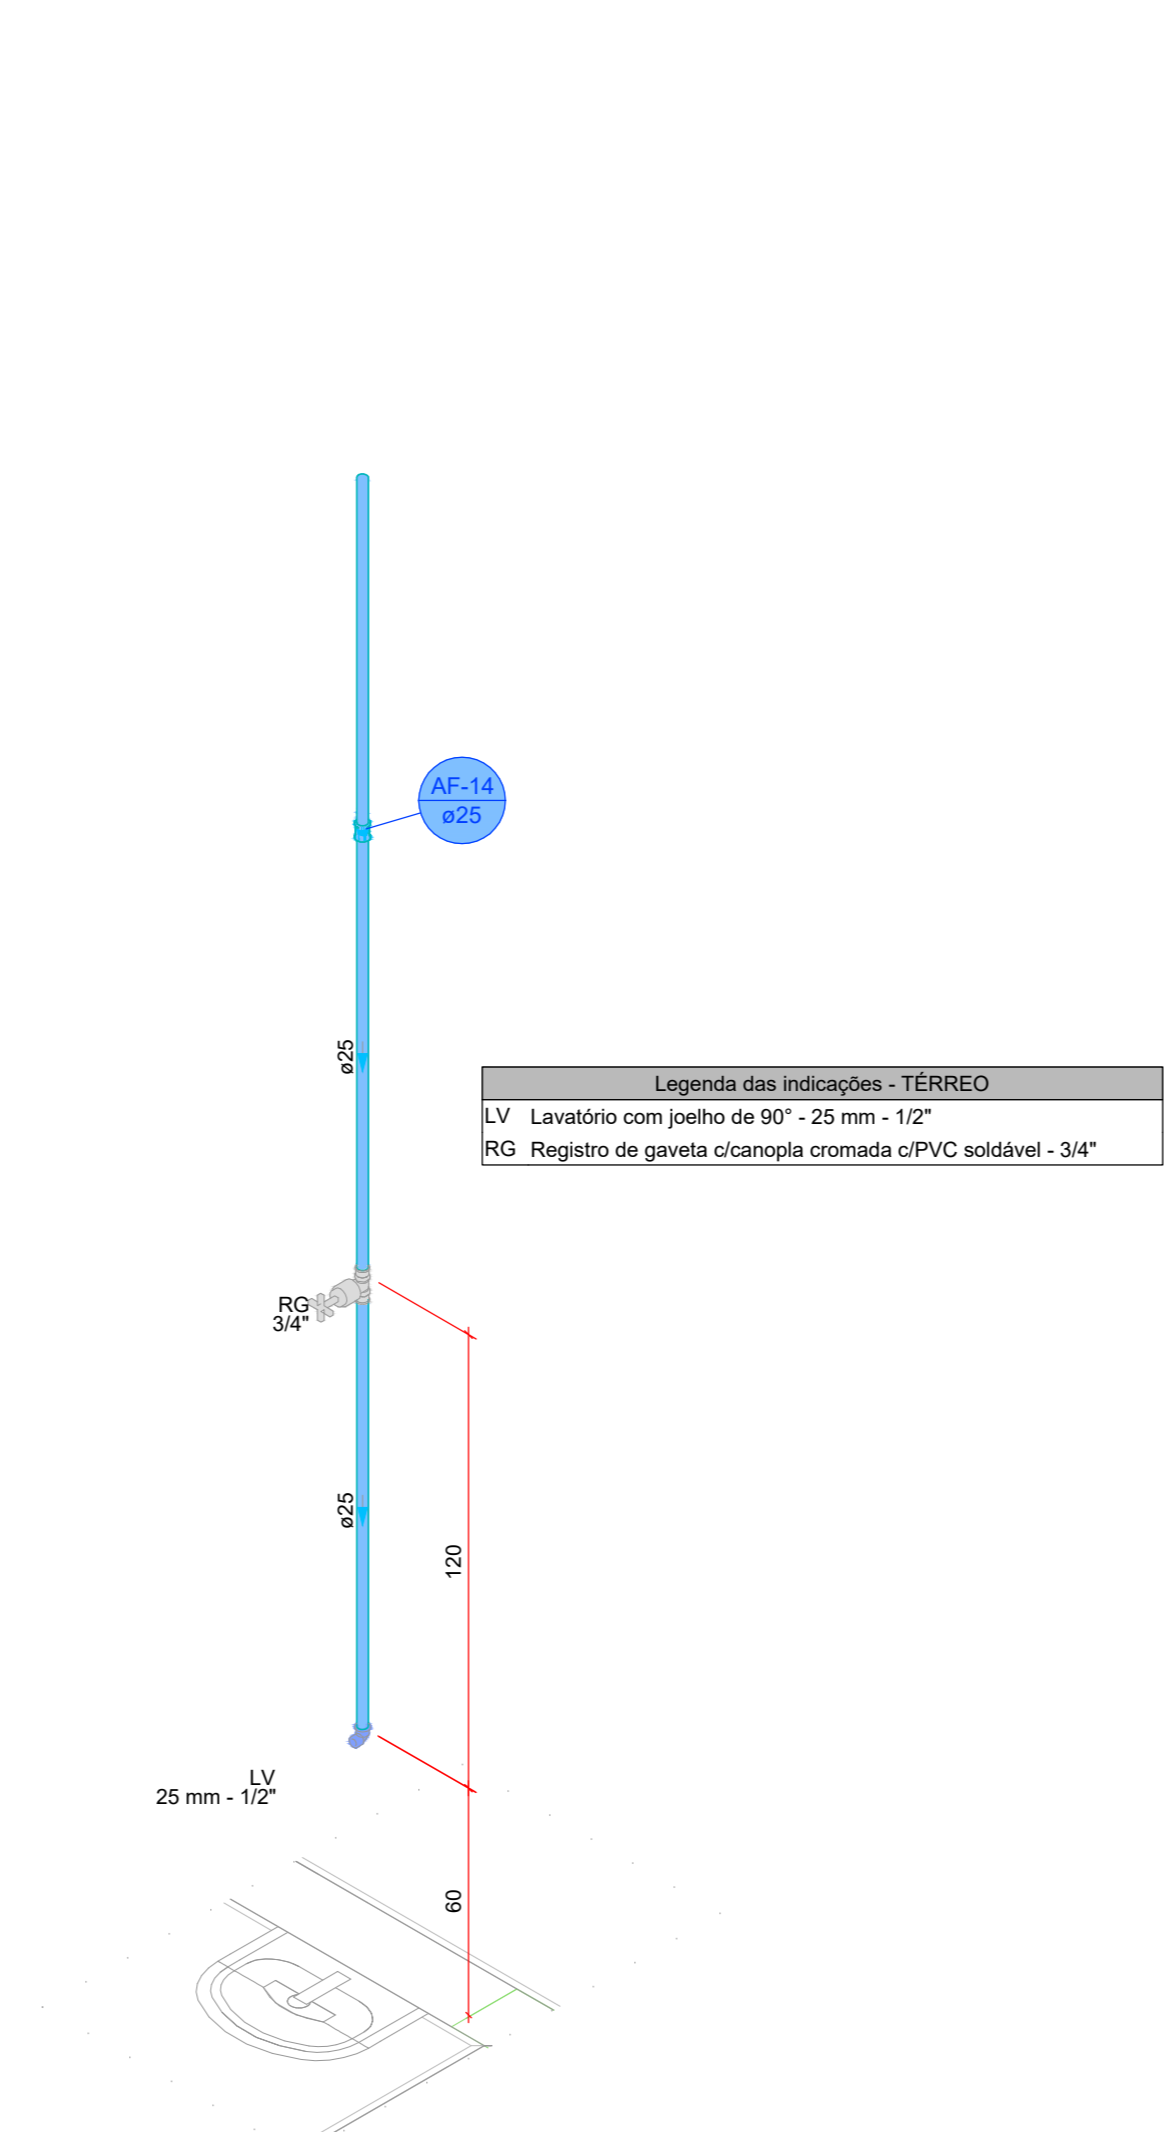 AF-14
ø25
ø25
Legenda das indicações - TÉRREO
LV Lavatório com joelho de 90° - 25 mm - 1/2"
RG Registro de gaveta c/canopla cromada c/PVC soldável - 3/4"
RG
3/4"
ø25
120
LV
25 mm - 1/2"
60